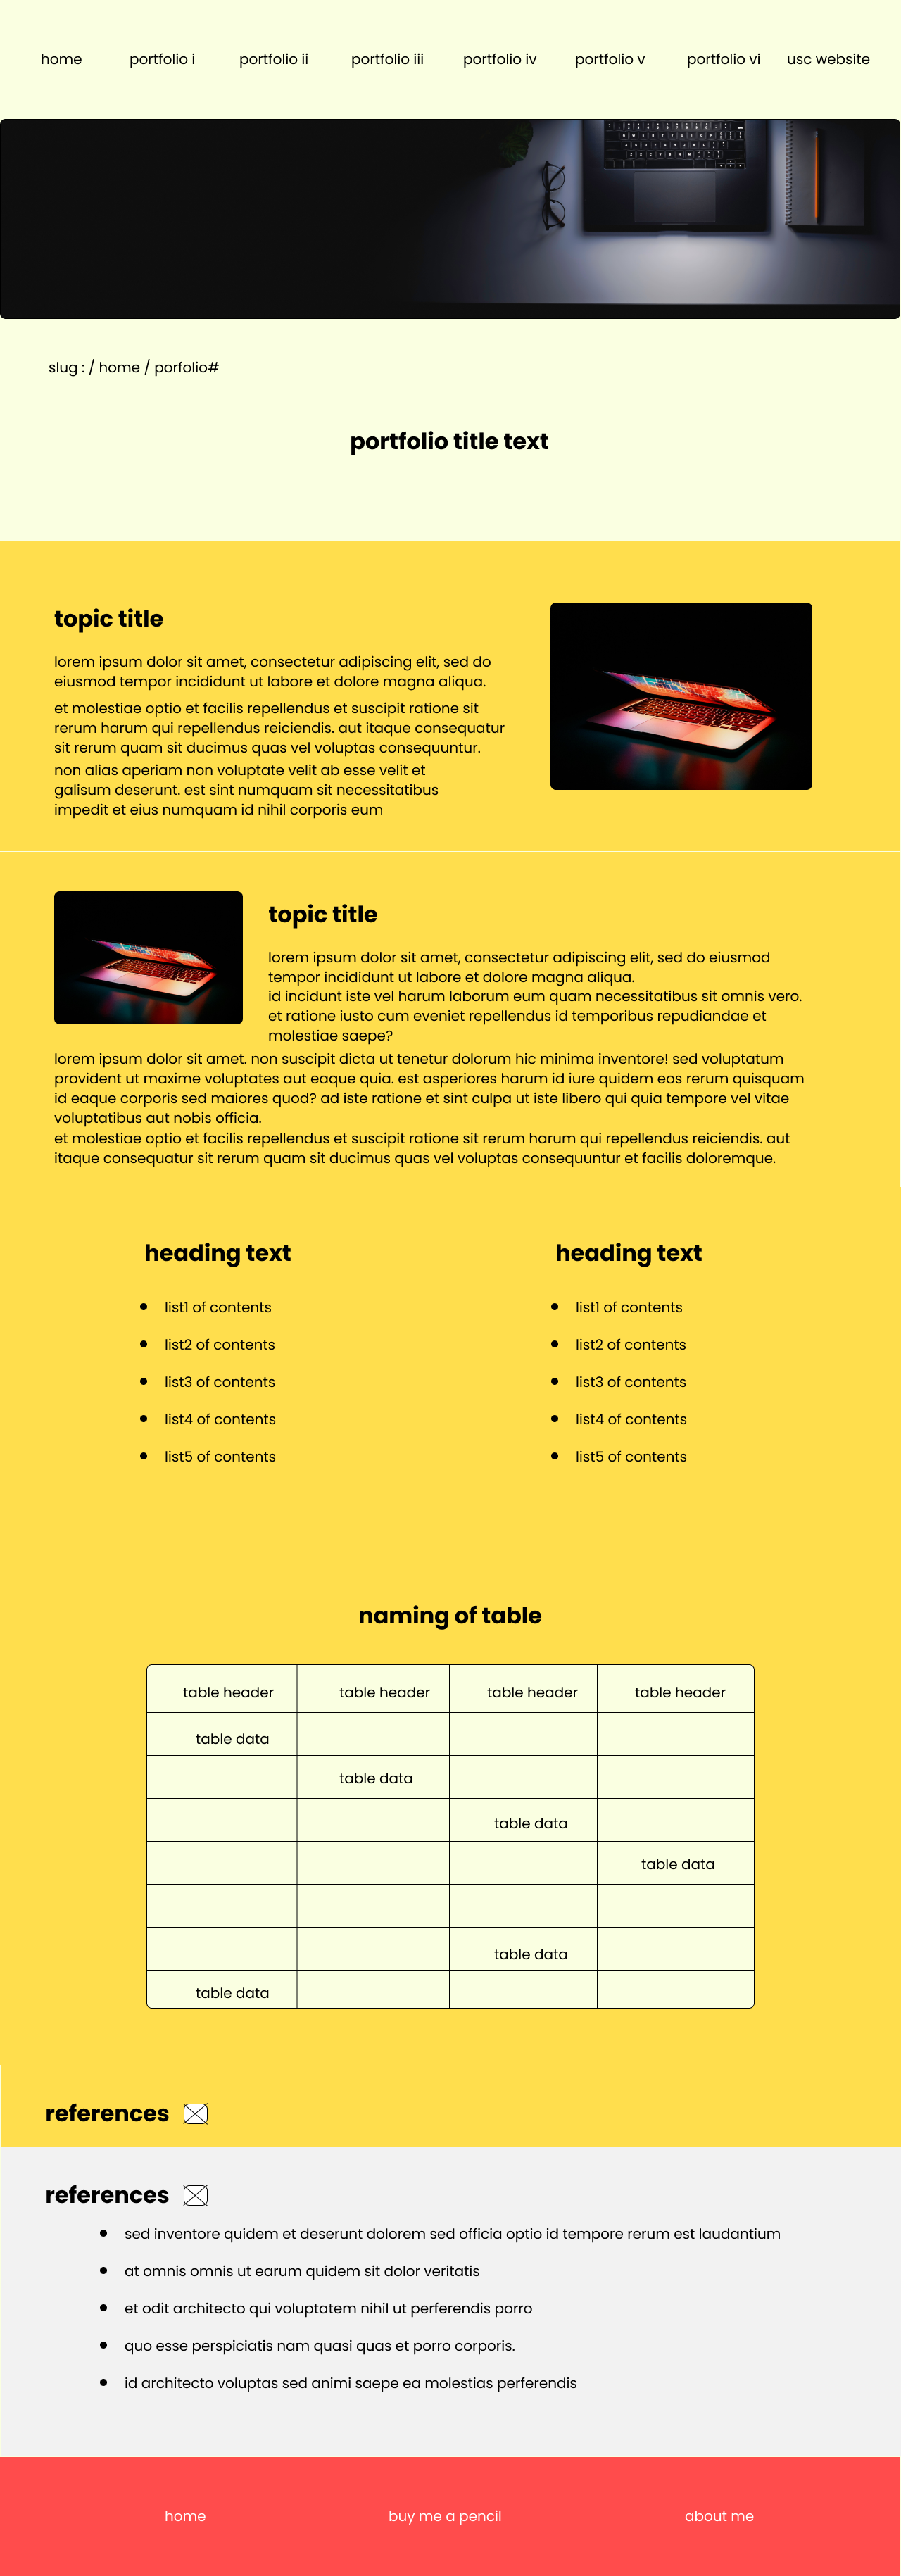 home portfolio i portfolio ii portfolio iii portfolio iv portfolio v portfolio vi usc website
slug : / home / porfolio#
portfolio title text
topic title
lorem ipsum dolor sit amet, consectetur adipiscing elit, sed do
eiusmod tempor incididunt ut labore et dolore magna aliqua.
et molestiae optio et facilis repellendus et suscipit ratione sit
rerum harum qui repellendus reiciendis. aut itaque consequatur
sit rerum quam sit ducimus quas vel voluptas consequuntur.
non alias aperiam non voluptate velit ab esse velit et
galisum deserunt. est sint numquam sit necessitatibus
impedit et eius numquam id nihil corporis eum
topic title
lorem ipsum dolor sit amet, consectetur adipiscing elit, sed do eiusmod
tempor incididunt ut labore et dolore magna aliqua.
id incidunt iste vel harum laborum eum quam necessitatibus sit omnis vero.
et ratione iusto cum eveniet repellendus id temporibus repudiandae et
molestiae saepe?
lorem ipsum dolor sit amet. non suscipit dicta ut tenetur dolorum hic minima inventore! sed voluptatum
provident ut maxime voluptates aut eaque quia. est asperiores harum id iure quidem eos rerum quisquam
id eaque corporis sed maiores quod? ad iste ratione et sint culpa ut iste libero qui quia tempore vel vitae
voluptatibus aut nobis officia.
et molestiae optio et facilis repellendus et suscipit ratione sit rerum harum qui repellendus reiciendis. aut
itaque consequatur sit rerum quam sit ducimus quas vel voluptas consequuntur et facilis doloremque.
heading text
list1 of contents
list2 of contents
list3 of contents
list4 of contents
list5 of contents
heading text
list1 of contents
list2 of contents
list3 of contents
list4 of contents
list5 of contents
naming of table
table header table header table header table header
table data
table data
table data
table data
table data
table data
references
references
sed inventore quidem et deserunt dolorem sed officia optio id tempore rerum est laudantium
at omnis omnis ut earum quidem sit dolor veritatis
et odit architecto qui voluptatem nihil ut perferendis porro
quo esse perspiciatis nam quasi quas et porro corporis.
id architecto voluptas sed animi saepe ea molestias perferendis
home buy me a pencil about me